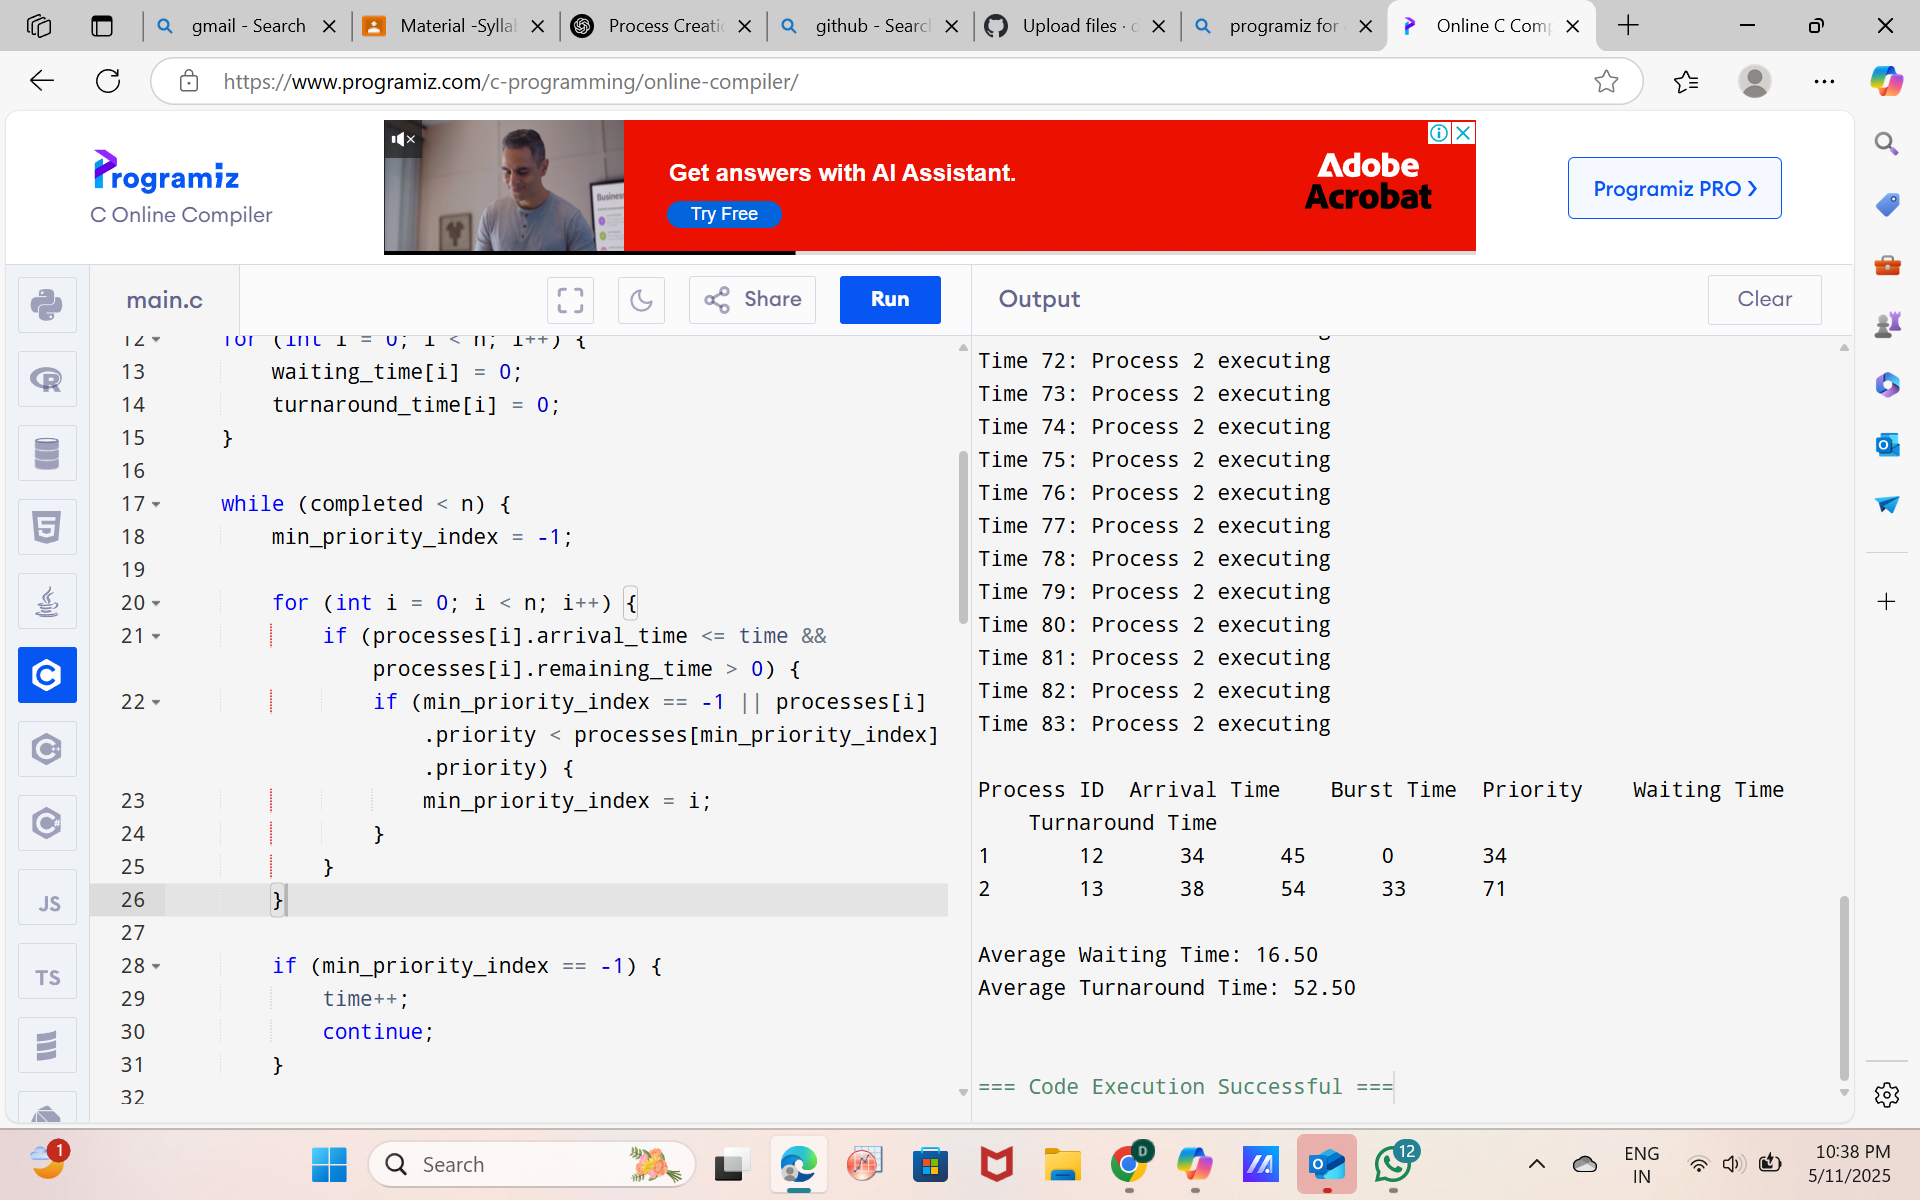 gmail - Search
Material -Syllal
Process Creatic
github - Search
Upload files · d
programiz for
Online C Comp
https://www.programiz.com/c-programming/online-compiler/
Programiz
C Online Compiler
Business
Get answers with AI Assistant.
Try Free
Adobe
Acrobat
Programiz PRO ❯
main.c
Share
Run
Output
Clear
12 for (int i = 0; i < n; i++) {
13 waiting_time[i] = 0;
14 turnaround_time[i] = 0;
15 }
16
17 while (completed < n) {
18 min_priority_index = -1;
19
20 for (int i = 0; i < n; i++) {
21 if (processes[i].arrival_time <= time &&
processes[i].remaining_time > 0) {
22 if (min_priority_index == -1 || processes[i]
.priority < processes[min_priority_index]
.priority) {
23 min_priority_index = i;
24 }
25 }
26 }
27
28 if (min_priority_index == -1) {
29 time++;
30 continue;
31 }
32
Time 72: Process 2 executing
Time 73: Process 2 executing
Time 74: Process 2 executing
Time 75: Process 2 executing
Time 76: Process 2 executing
Time 77: Process 2 executing
Time 78: Process 2 executing
Time 79: Process 2 executing
Time 80: Process 2 executing
Time 81: Process 2 executing
Time 82: Process 2 executing
Time 83: Process 2 executing
Process ID Arrival Time Burst Time Priority Waiting Time
Turnaround Time
1 12 34 45 0 34
2 13 38 54 33 71
Average Waiting Time: 16.50
Average Turnaround Time: 52.50
=== Code Execution Successful ===
JS
TS
1
Search
D
12
ENG
IN
10:38 PM
5/11/2025